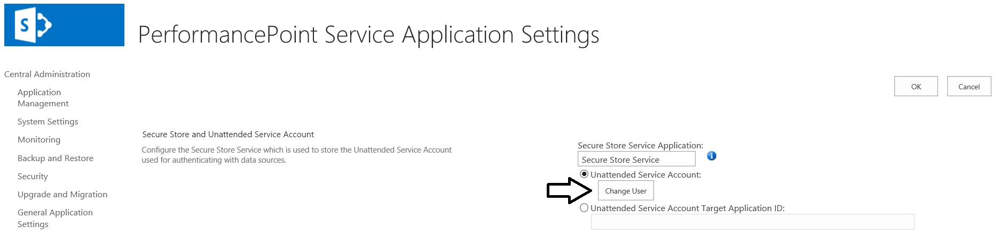 S
PerformancePoint Service Application Settings
Central Administration
Application
Management
System Settings
Monitoring
Backup and Restore
Security
Upgrade and Migration
General Application
Settings
OK
Cancel
Secure Store and Unattended Service Account
Configure the Secure Store Service which is used to store the Unattended Service Account
used for authenticating with data sources.
Secure Store Service Application:
Secure Store Service
Unattended Service Account:
Change User
Unattended Service Account Target Application ID: